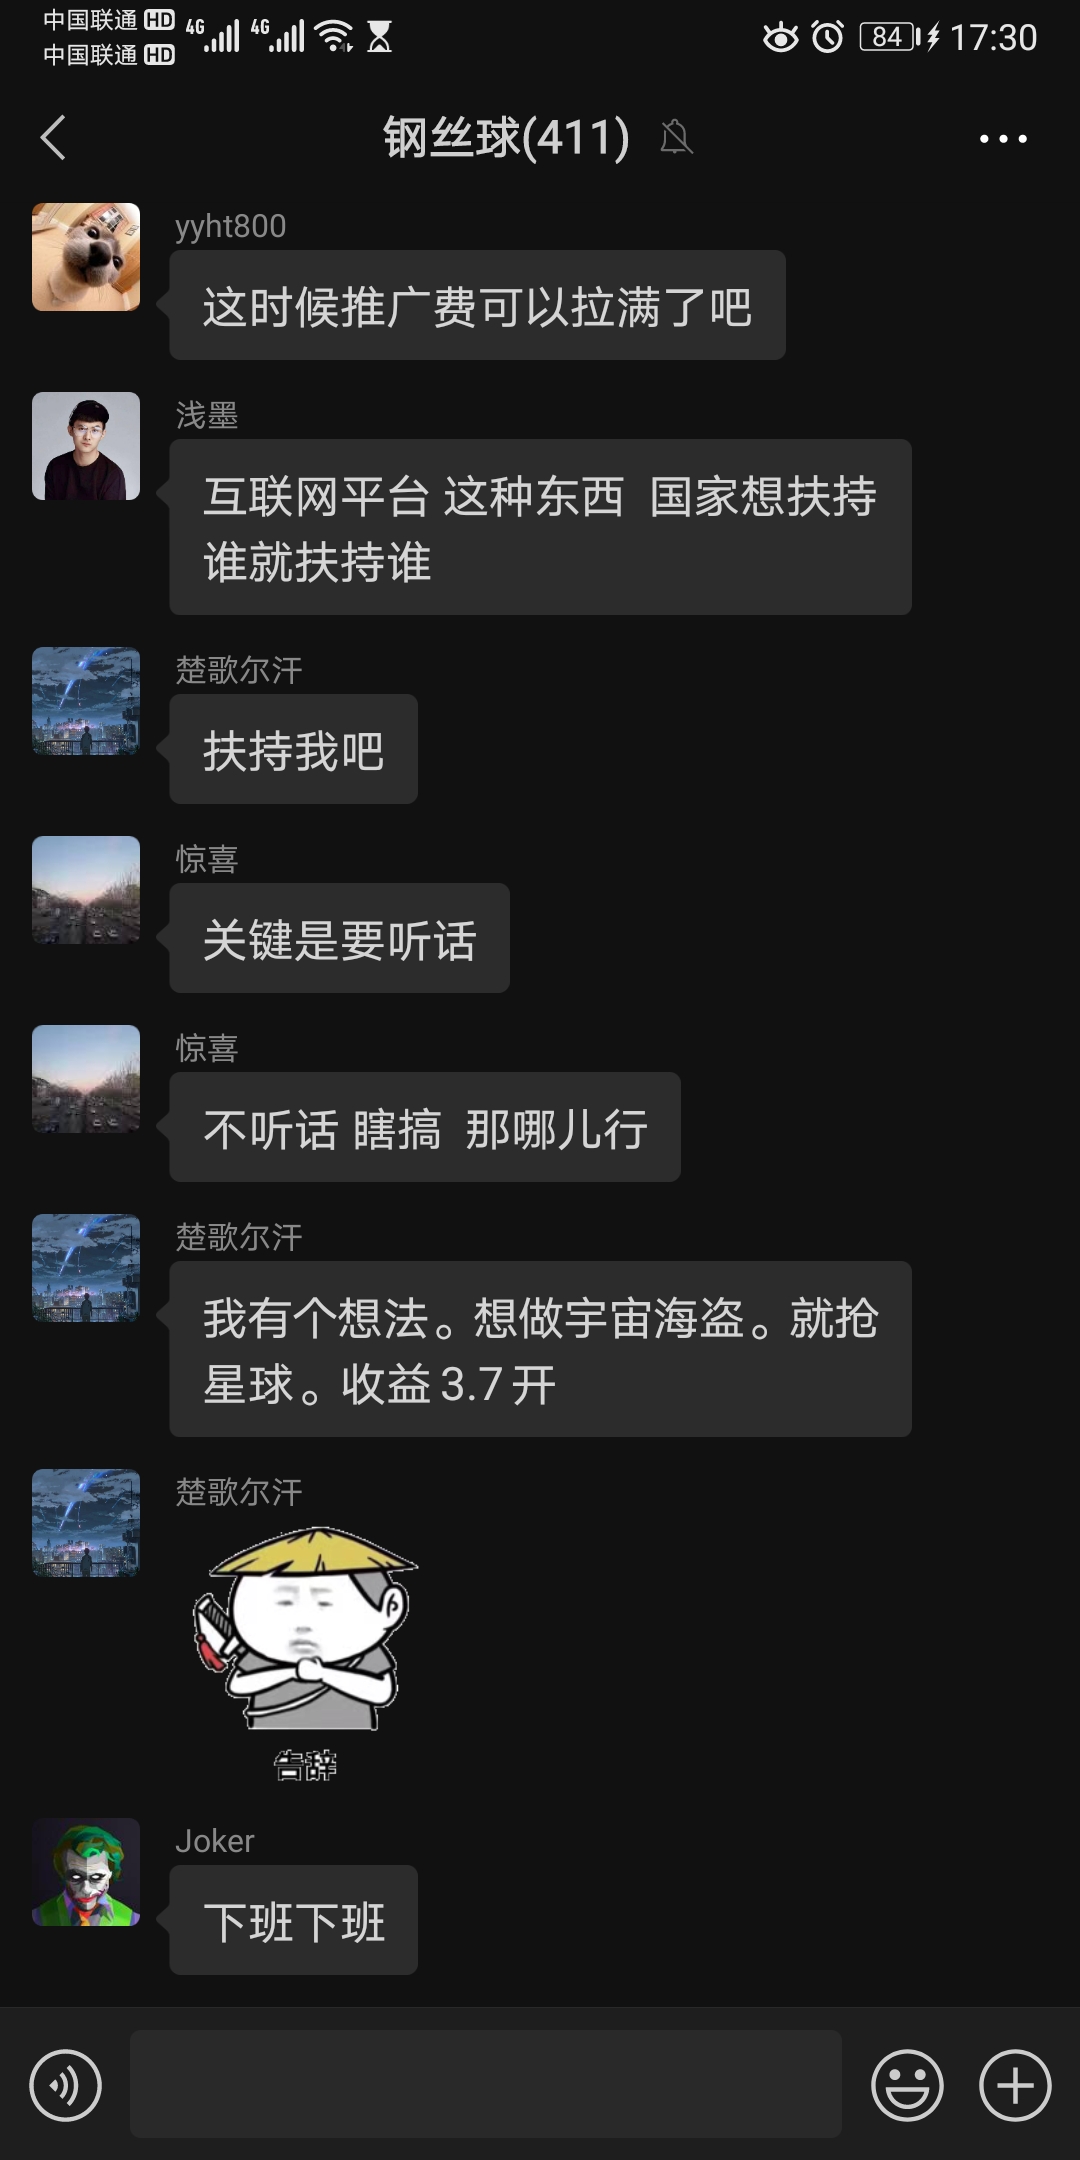 中国联通 HD 4G 4G 84 17:30
中国联通 HD
钢丝球(411)
yyht800
这时候推广费可以拉满了吧
浅墨
互联网平台 这种东西  国家想扶持
谁就扶持谁
楚歌尔汗
扶持我吧
惊喜
关键是要听话
惊喜
不听话 瞎搞  那哪儿行
楚歌尔汗
我有个想法。想做宇宙海盗。就抢
星球。收益3.7开
楚歌尔汗
告辞
Joker
下班下班